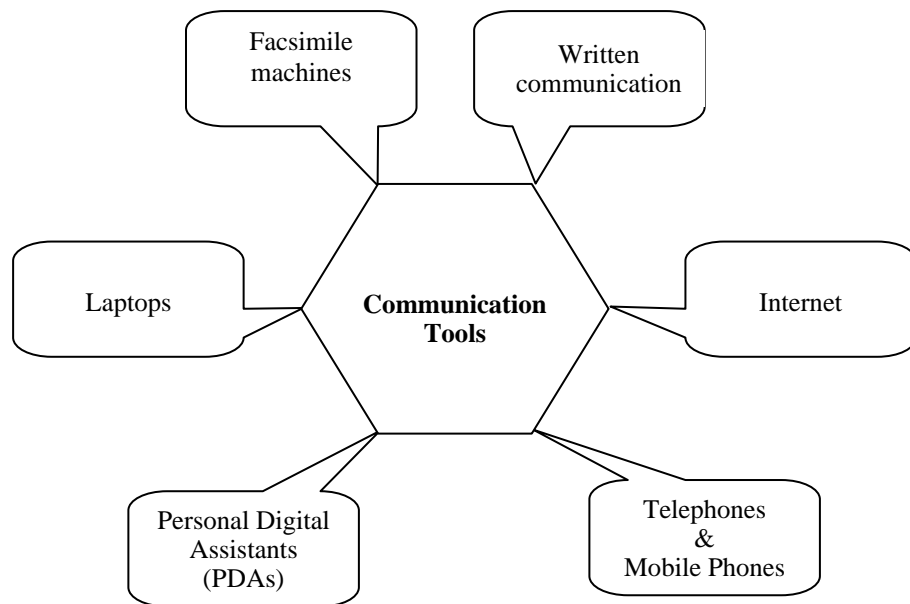 Facsimile
machines
Written
communication
Laptops
Communication
Tools
Internet
Personal Digital
Assistants
(PDAs)
Telephones
&
Mobile Phones